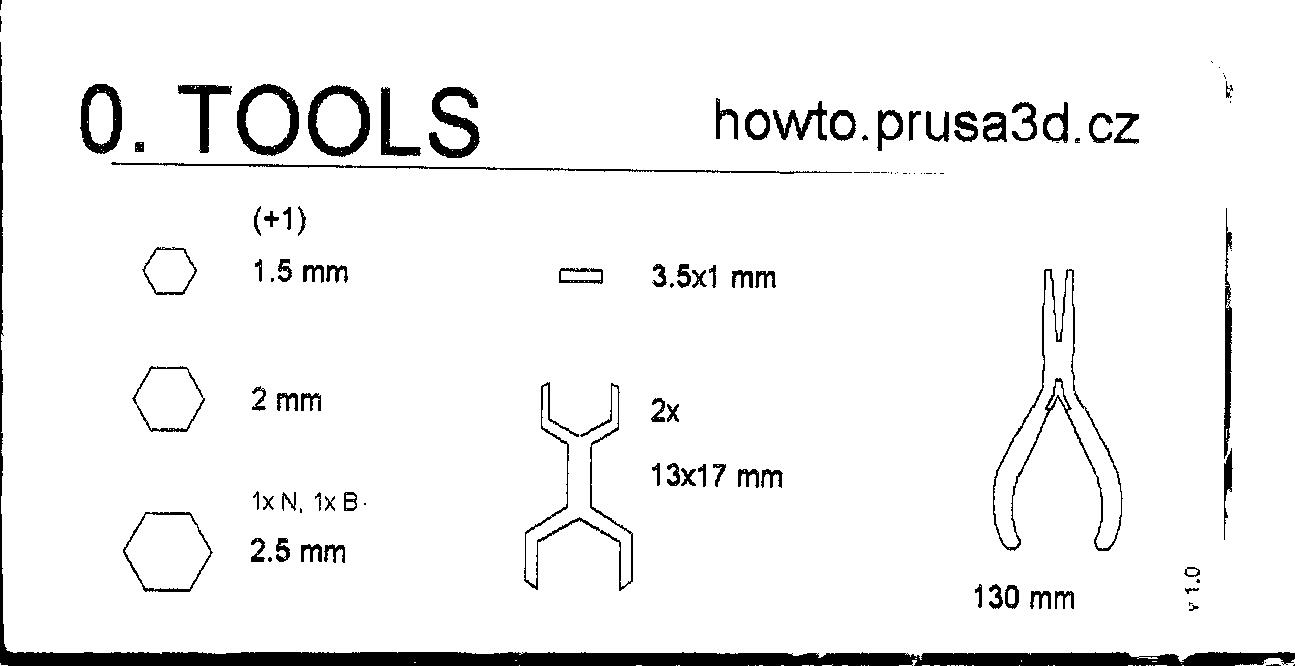 0. TOOLS
howto.prusa3d.cz
(+1)
1.5 mm
3.5x1 mm
2 mm
2x
13x17 mm
1x N, 1x B
2.5 mm
130 mm
v 1.0